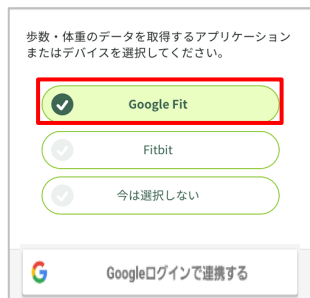 歩数・体重のデータを取得するアプリケーション
またはデバイスを選択してください。
Google Fit
Fitbit
今は選択しない
Googleログインで連携する